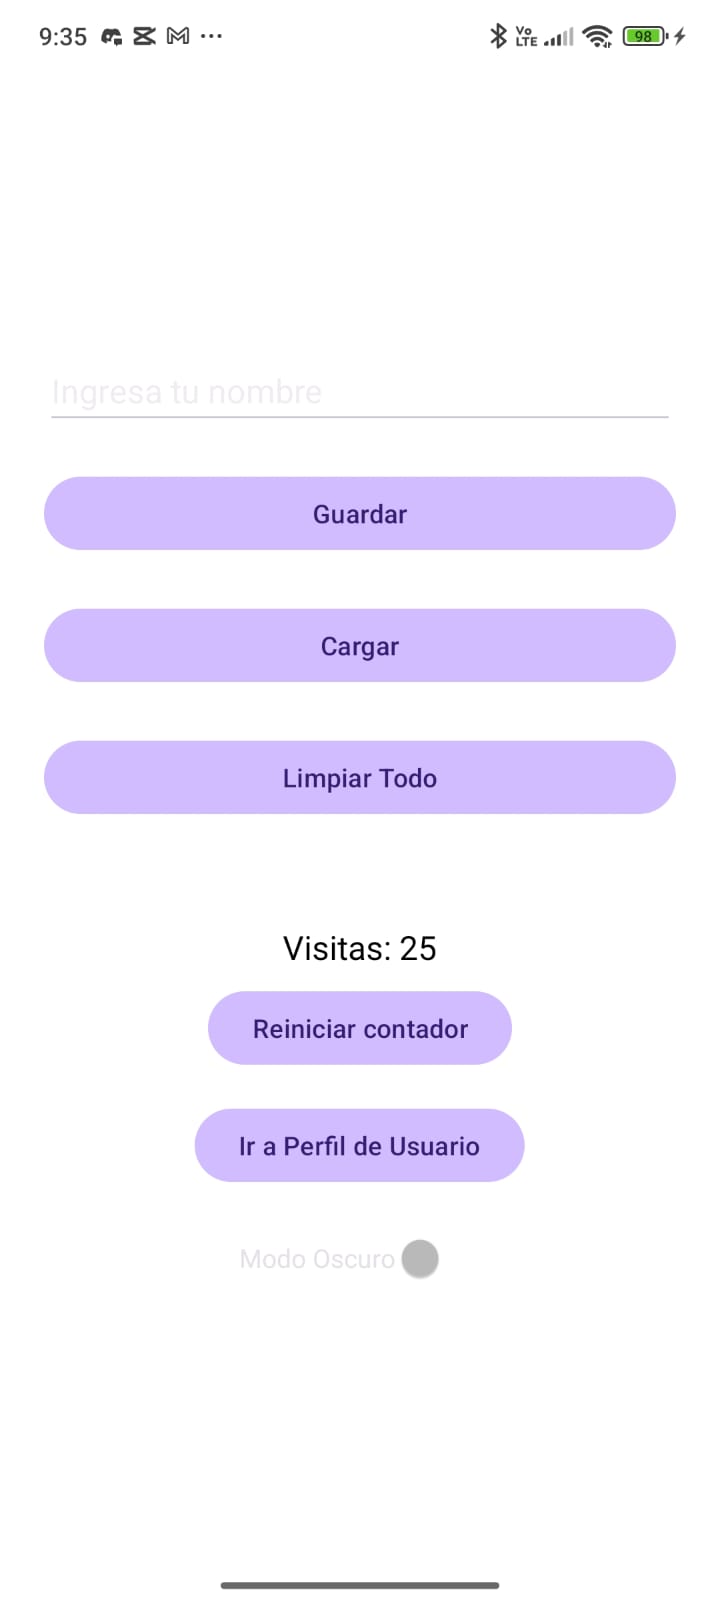 9:35
Vo
LTE
98
Ingresa tu nombre
Guardar
Cargar
Limpiar Todo
Visitas: 25
Reiniciar contador
Ir a Perfil de Usuario
Modo Oscuro